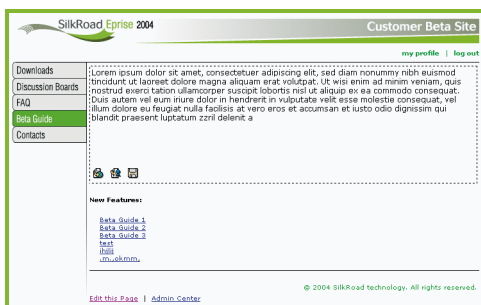 SilkRoad Eprise 2004
Customer Beta Site
my profile | log out
Downloads
Discussion Boards
FAQ
Beta Guide
Contacts
Lorem ipsum dolor sit amet, consectetuer adipiscing elit, sed diam nonummy nibh euismod
tincidunt ut laoreet dolore magna aliquam erat volutpat. Ut wisi enim ad minim veniam, quis
nostrud exerci tation ullamcorper suscipit lobortis nisl ut aliquip ex ea commodo consequat.
Duis autem vel eum iriure dolor in hendrerit in vulputate velit esse molestie consequat, vel
illum dolore eu feugiat nulla facilisis at vero eros et accumsan et iusto odio dignissim qui
blandit praesent luptatum zzril delenit a
New Features:
Beta Guide 1
Beta Guide 2
Beta Guide 3
test
.m.,okmm,
© 2004 SilkRoad technology. All rights reserved.
Edit this Page | Admin Center